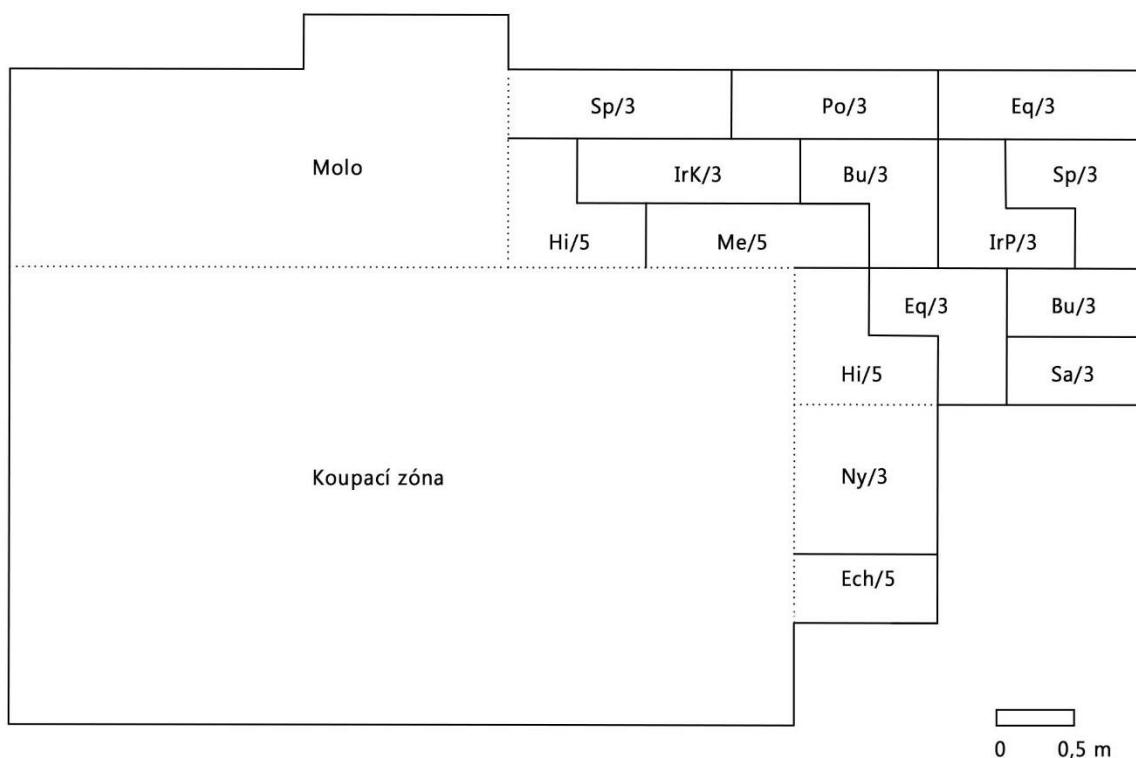 Sp/3
Po/3
Eq/3
Molo
IrK/3
Bu/3
Sp/3
Hi/5
Me/5
IrP/3
Eq/3
Bu/3
Hi/5
Sa/3
Koupací zóna
Ny/3
Ech/5
0 0,5 m